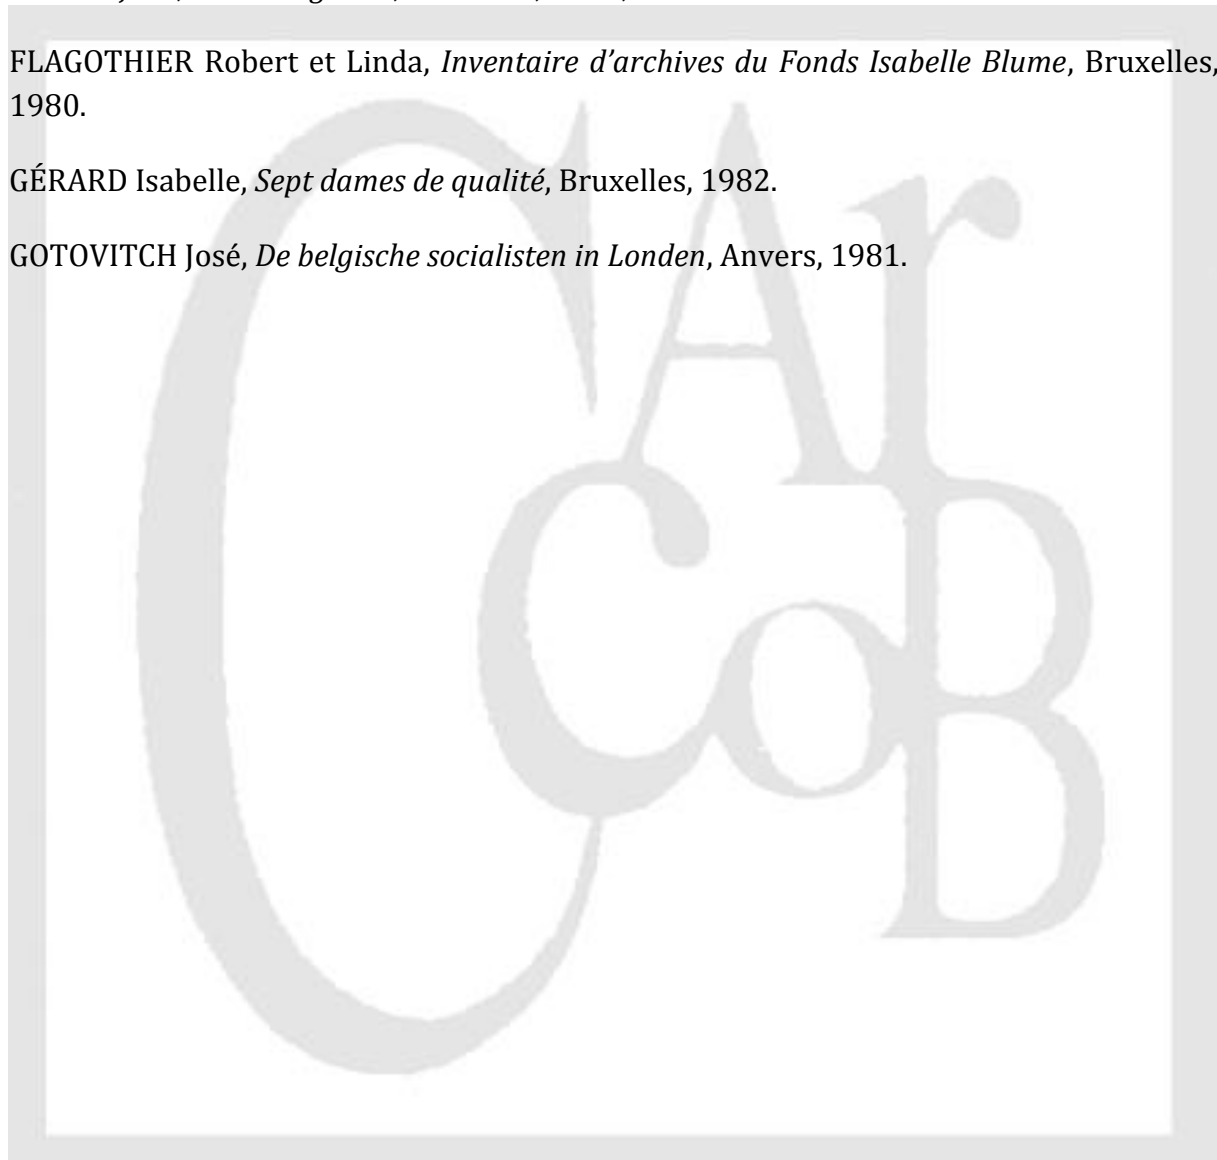 FLAGOTHIER Robert et Linda, Inventaire d’archives du Fonds Isabelle Blume, Bruxelles,
1980.
GÉRARD Isabelle, Sept dames de qualité, Bruxelles, 1982.
GOTOVITCH José, De belgische socialisten in Londen, Anvers, 1981.
CArCoB